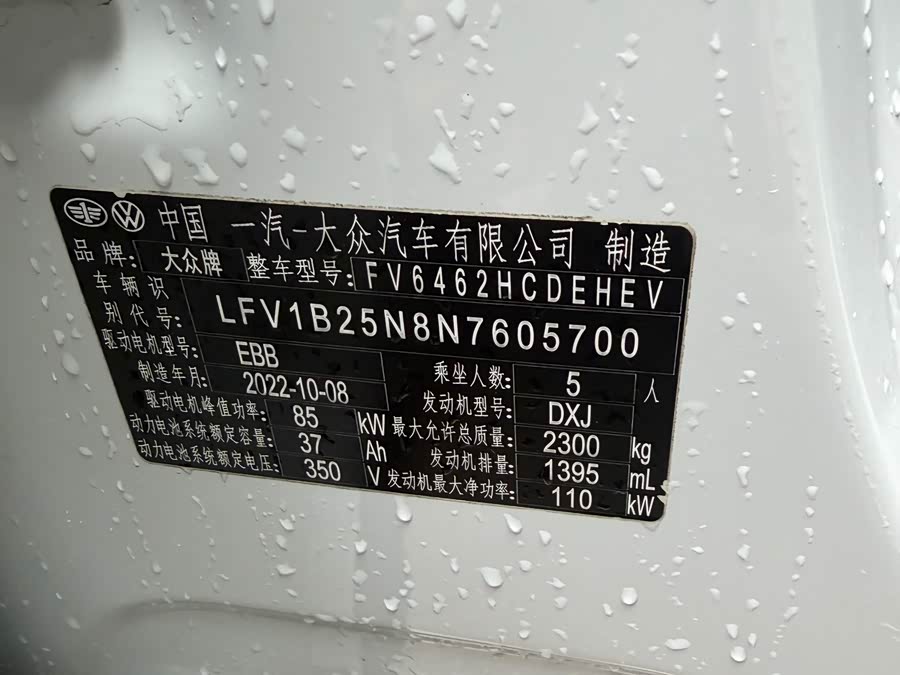 中国 一汽-大众汽车有限公司 制造
品牌: 大众牌 整车型号: FV6462HCDEHEV
车辆识别代号: LFV1B25N8N7605700
驱动电机型号: EBB
制造年月: 2022-10-08 乘坐人数: 5 人
驱动电机峰值功率: 85 kW 发动机型号: DXJ
动力电池系统额定容量: 37 Ah 最大允许总质量: 2300 kg
动力电池系统额定电压: 350 V 发动机排量: 1395 mL
发动机最大净功率: 110 kW